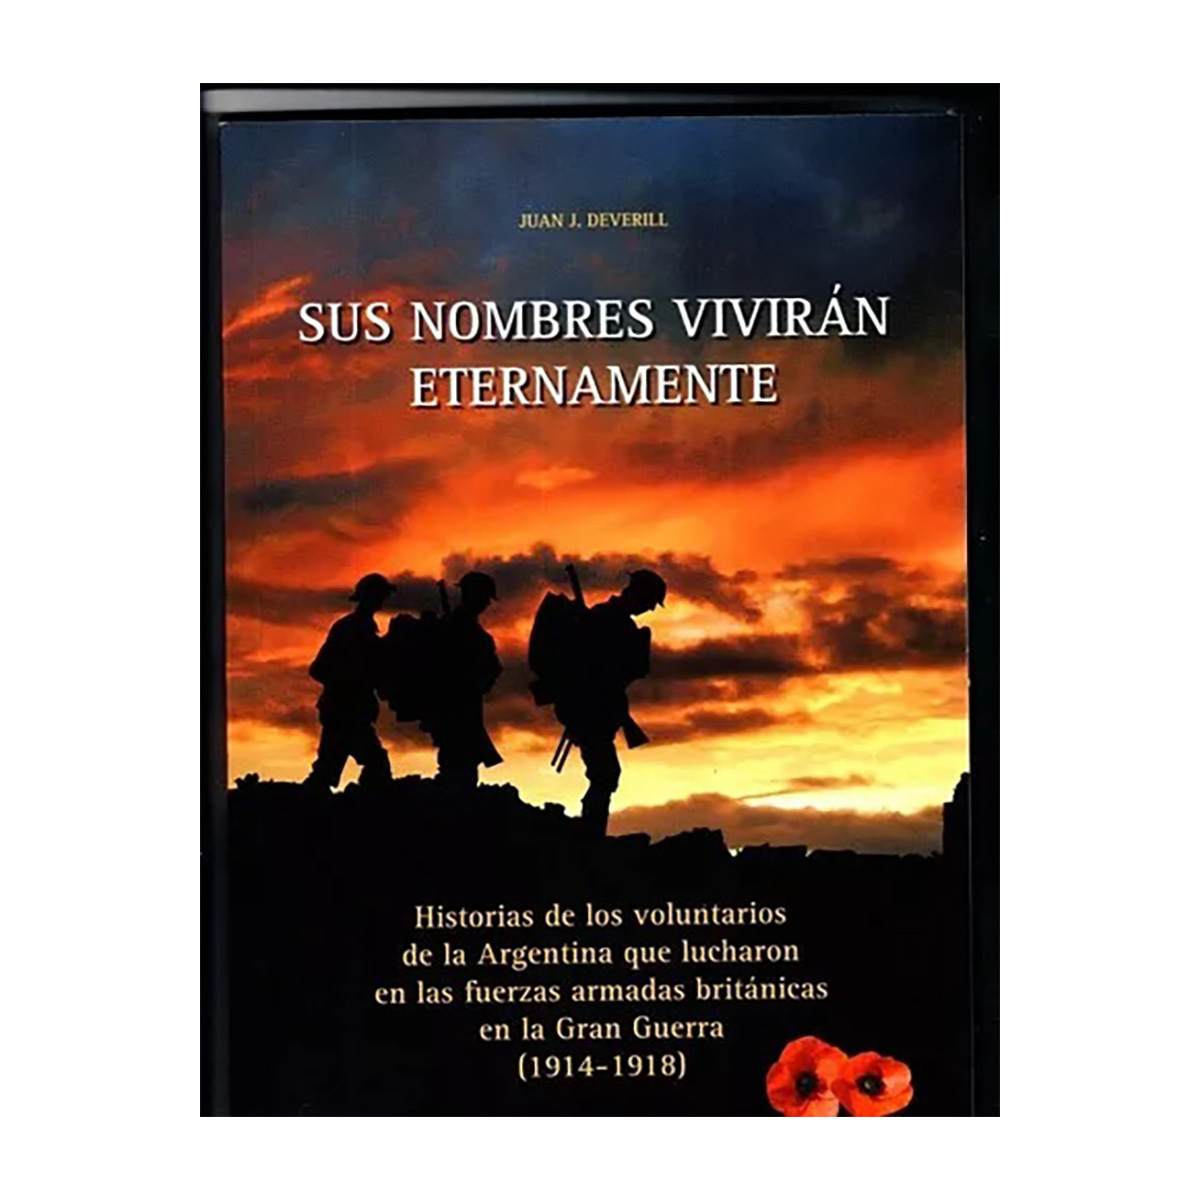 JUAN J. DEVERILL
SUS NOMBRES VIVIRÁN
ETERNAMENTE
Historias de los voluntarios
de la Argentina que lucharon
en las fuerzas armadas británicas
en la Gran Guerra
(1914-1918)